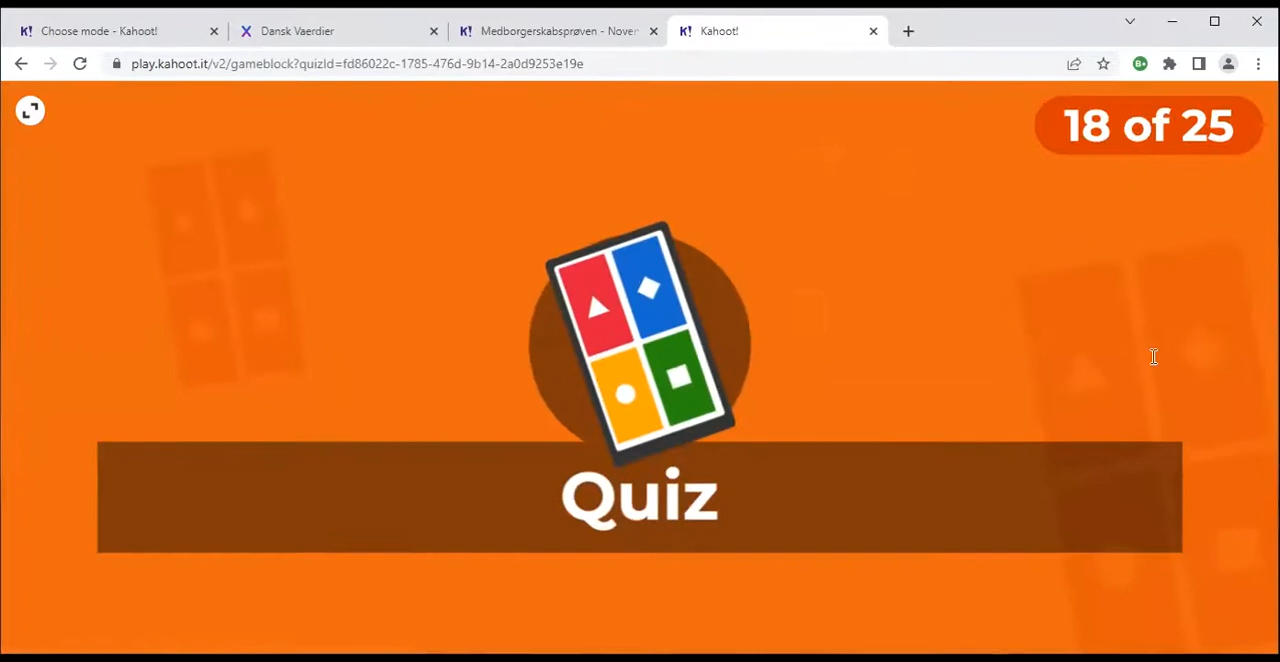 K! Choose mode - Kahoot!
X Dansk Vaerdier
K! Medborgerskabsprøven - Nover
K! Kahoot!
play.kahoot.it/v2/gameblock?quizId=fd86022c-1785-476d-9b14-2a0d9253e19e
B+
18 of 25
Quiz